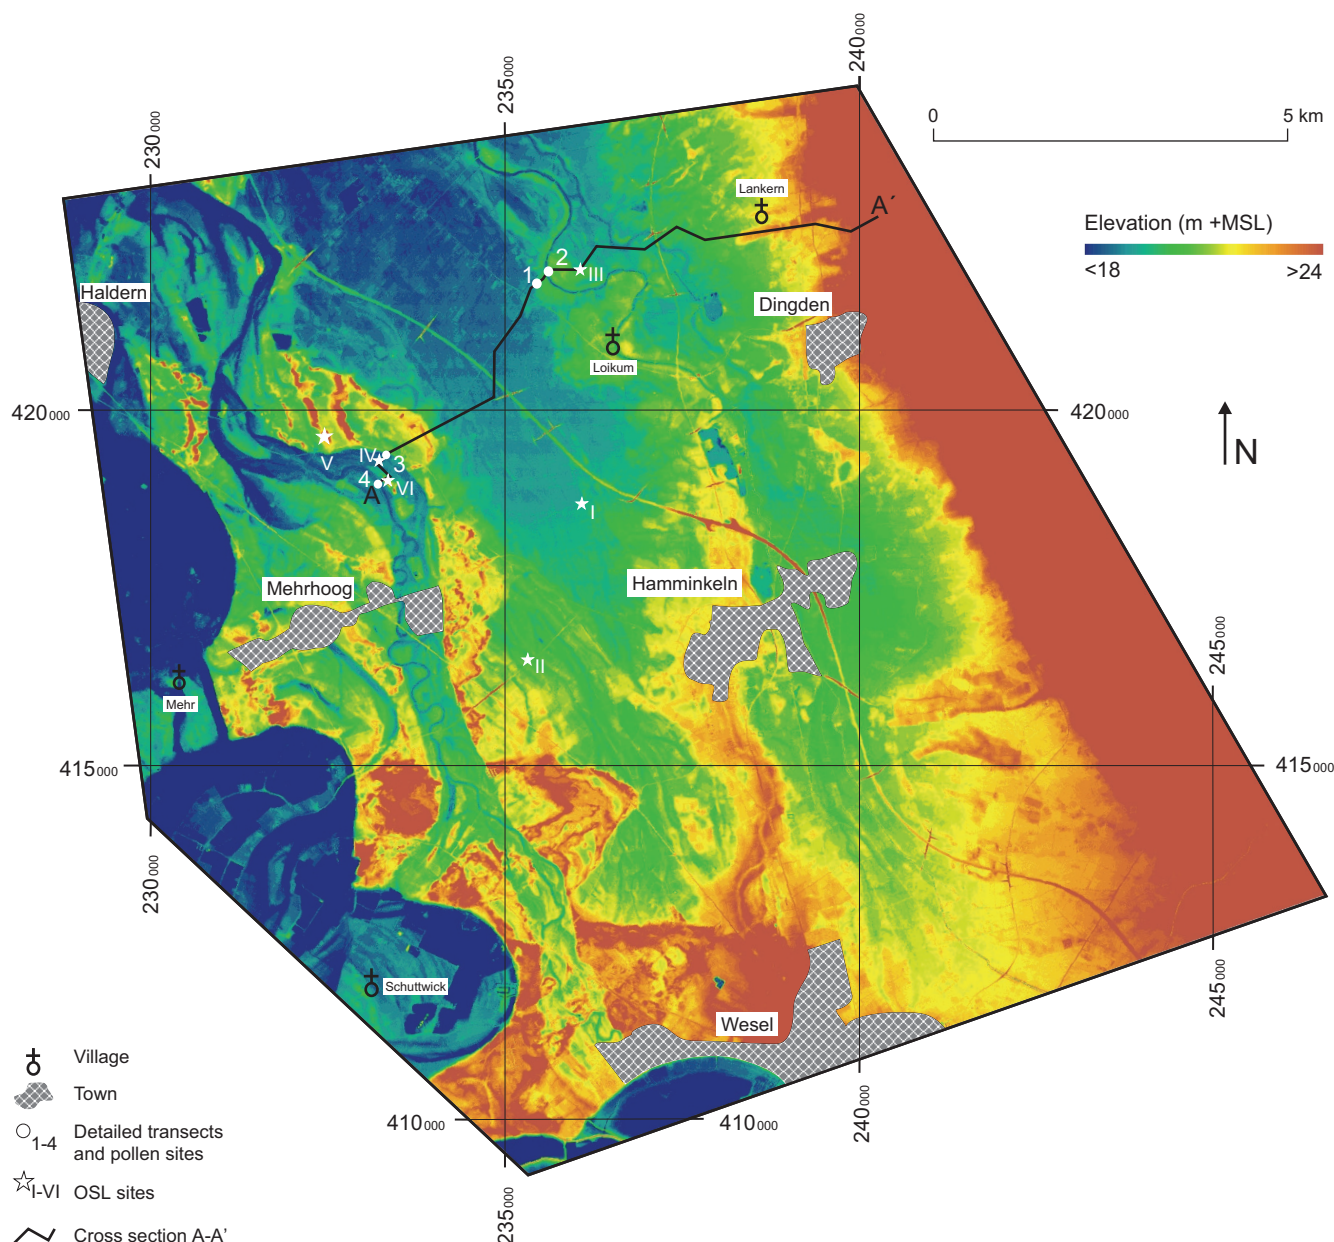 240000
235000
230000
0
5 km
Lankern
A´
Elevation (m +MSL)
<18
>24
2
1
III
Haldern
Dingden
Loikum
420000
420000
N
V
IV
3
4
VI
A
I
Mehrhoog
Hamminkeln
II
245000
Mehr
415000
415000
230000
Schuttwick
245000
Wesel
410000
410000
240000
235000
Village
Town
1-4
Detailed transects
and pollen sites
I-VI
OSL sites
Cross section A-A’